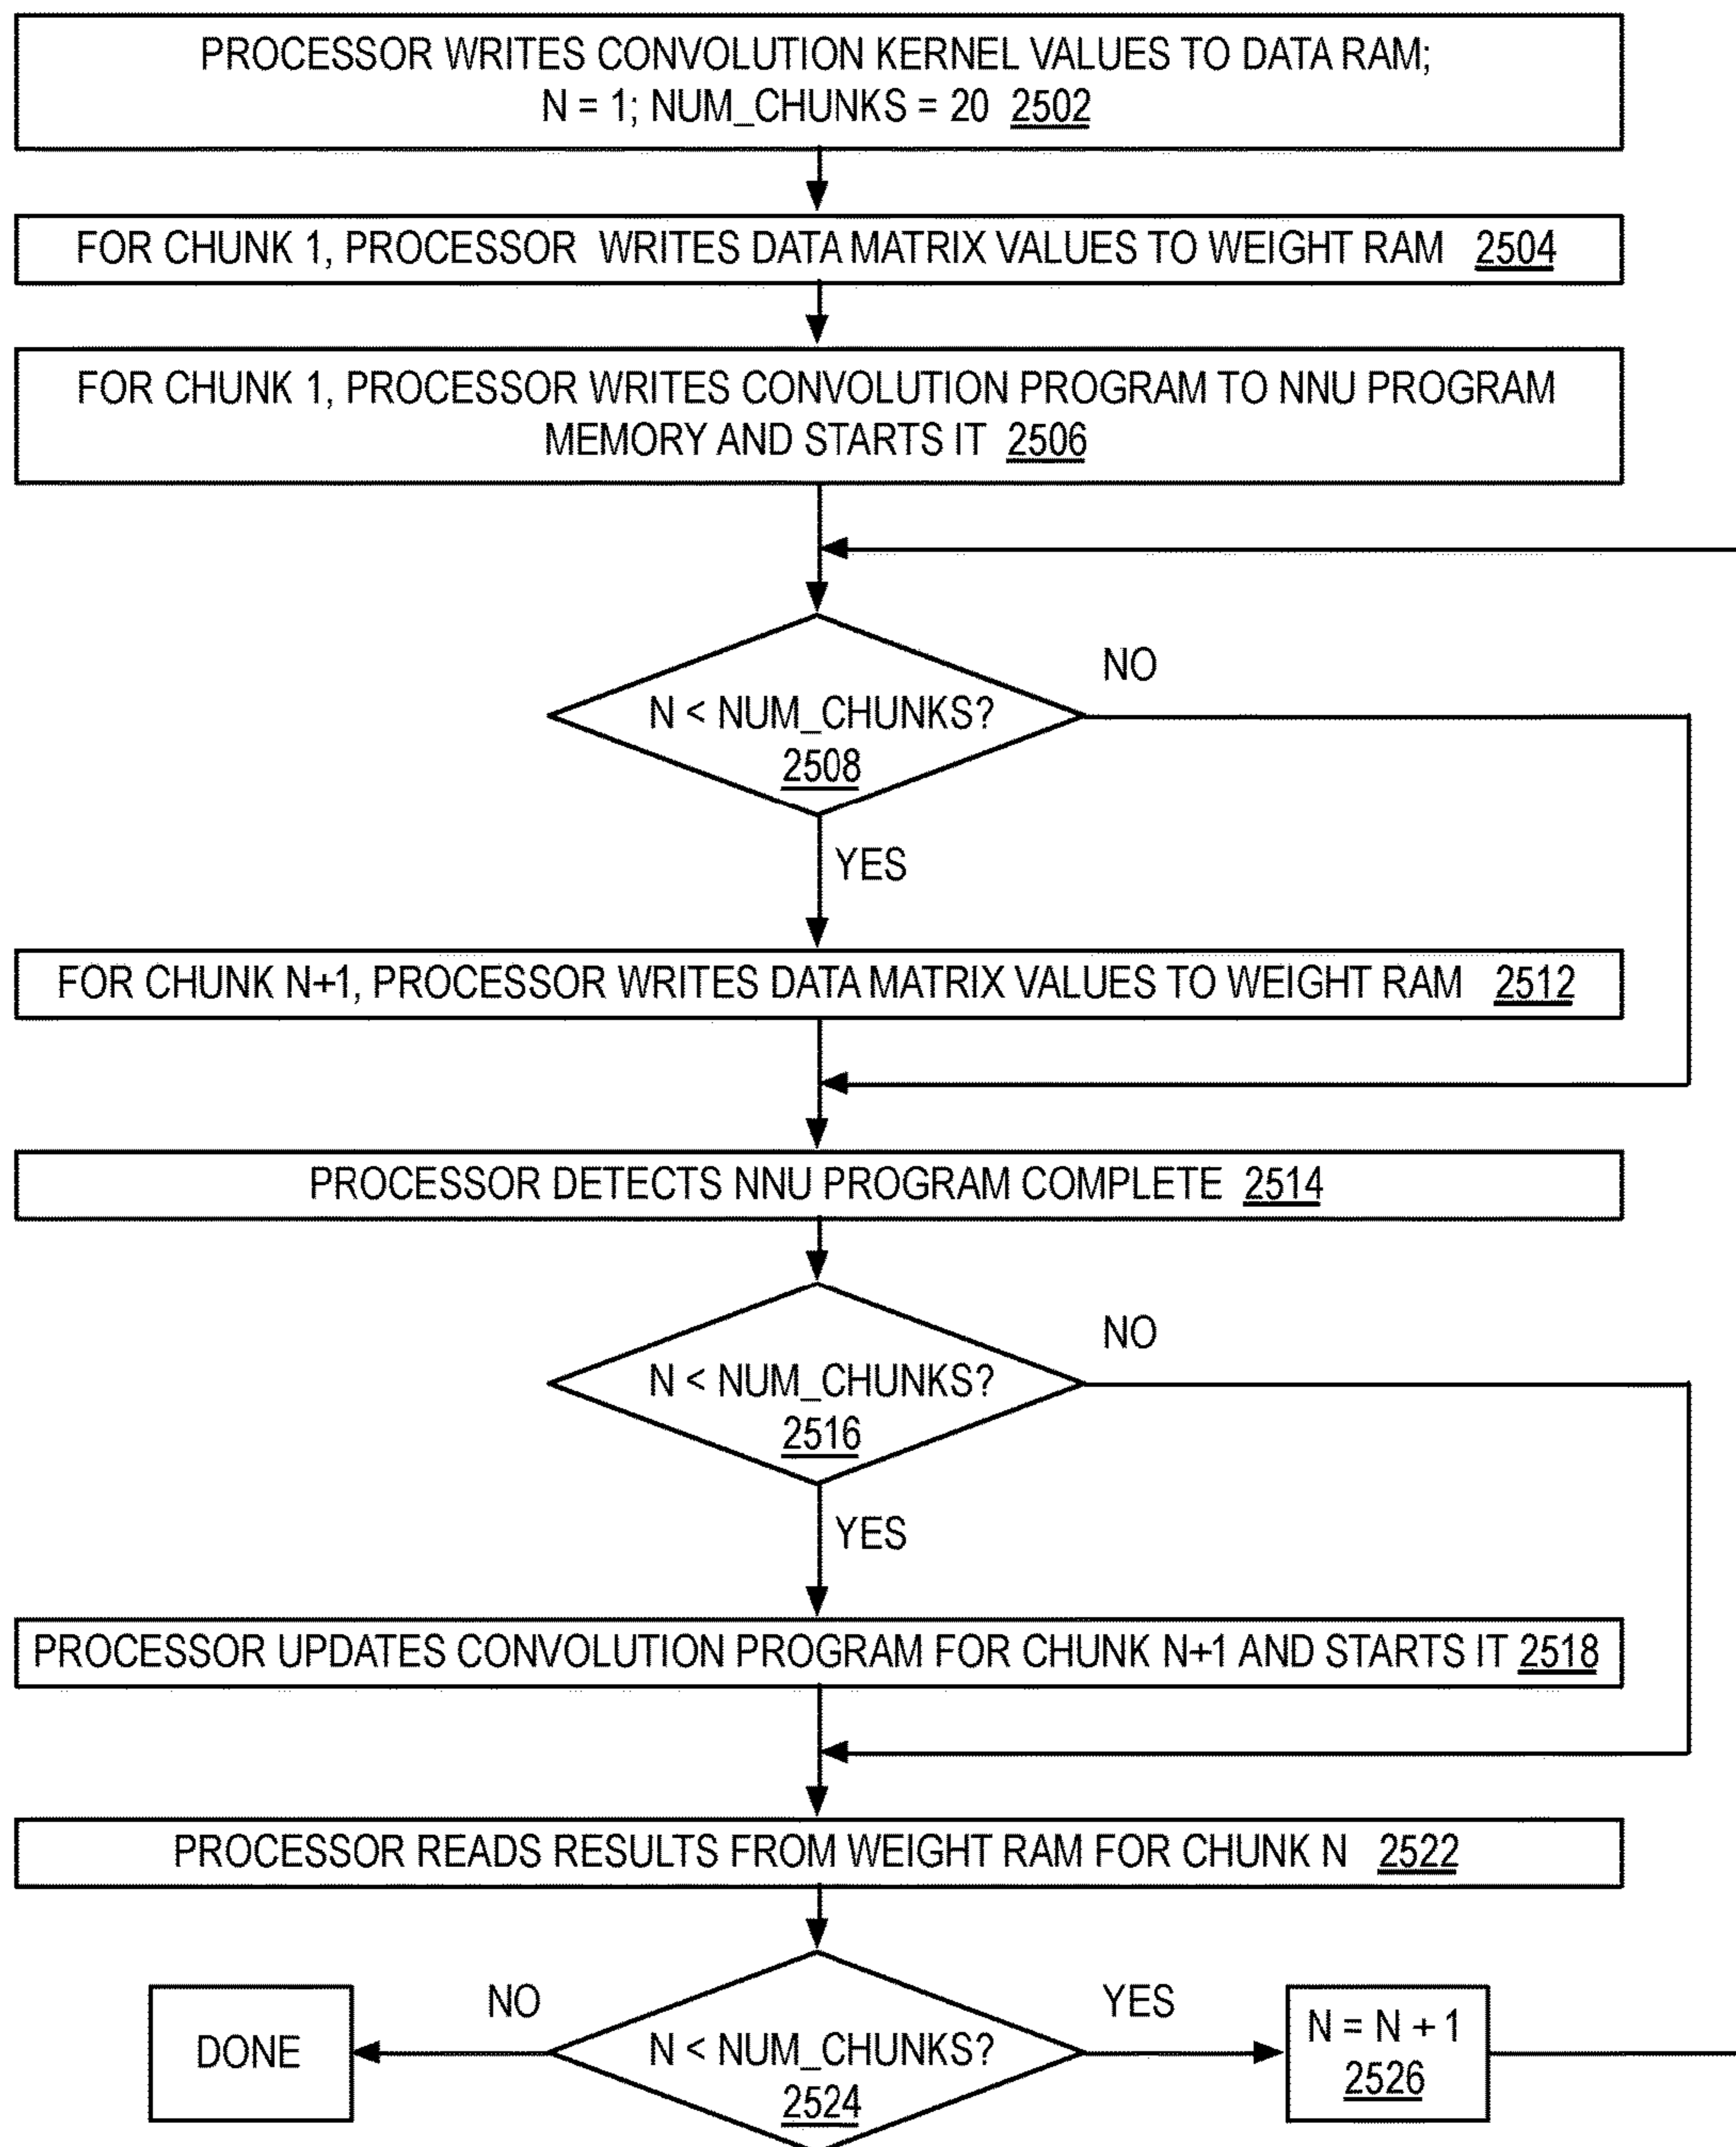 PROCESSOR WRITES CONVOLUTION KERNEL VALUES TO DATA RAM;
N = 1; NUM_CHUNKS = 20 2502
FOR CHUNK 1, PROCESSOR WRITES DATA MATRIX VALUES TO WEIGHT RAM 2504
FOR CHUNK 1, PROCESSOR WRITES CONVOLUTION PROGRAM TO NNU PROGRAM
MEMORY AND STARTS IT 2506
NO
N < NUM_CHUNKS?
2508
YES
FOR CHUNK N+1, PROCESSOR WRITES DATA MATRIX VALUES TO WEIGHT RAM 2512
PROCESSOR DETECTS NNU PROGRAM COMPLETE 2514
NO
N < NUM_CHUNKS?
2516
YES
PROCESSOR UPDATES CONVOLUTION PROGRAM FOR CHUNK N+1 AND STARTS IT 2518
PROCESSOR READS RESULTS FROM WEIGHT RAM FOR CHUNK N 2522
NO
YES
DONE
N < NUM_CHUNKS?
2524
N = N + 1
2526